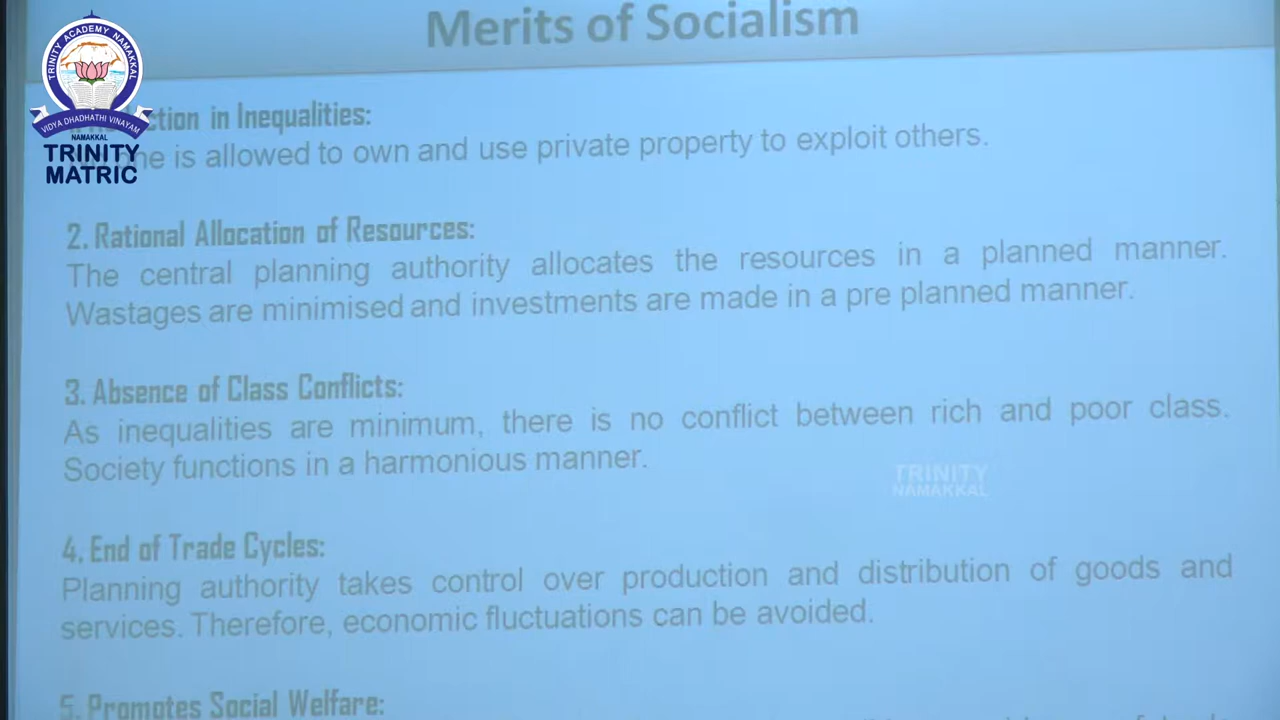 Merits of Socialism
TRINITY ACADEMY NAMAKKAL
VIDYA DHADHATHI VINAYAM
NAMAKKAL
TRINITY
MATRIC
ction in Inequalities:
ne is allowed to own and use private property to exploit others.
2. Rational Allocation of Resources:
The central planning authority allocates the resources in a planned manner.
Wastages are minimised and investments are made in a pre planned manner.
3. Absence of Class Conflicts:
As inequalities are minimum, there is no conflict between rich and poor class.
Society functions in a harmonious manner.
TRINITY
NAMAKKAL
4. End of Trade Cycles:
Planning authority takes control over production and distribution of goods and
services. Therefore, economic fluctuations can be avoided.
5. Promotes Social Welfare: